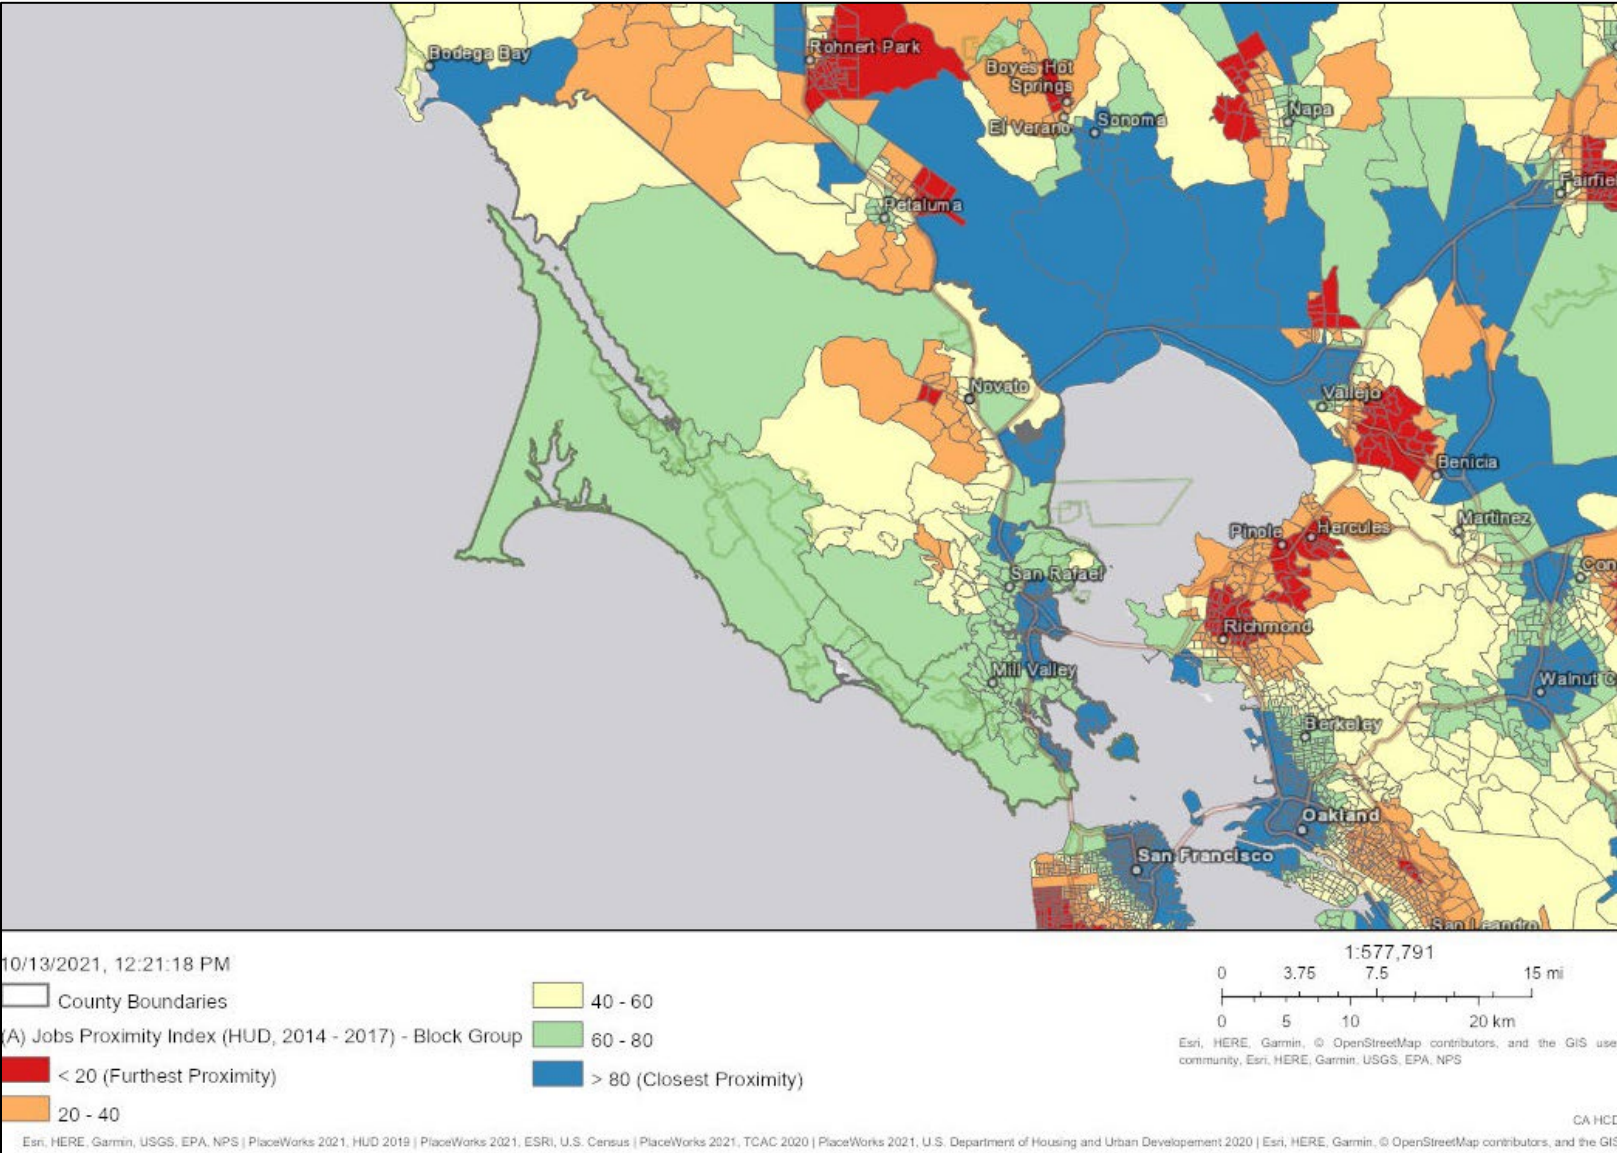 Bodega Bay
Rohnert Park
Boyes Hot
Springs
El Verano
Sonoma
Napa
Fairfie
Petaluma
Novato
Vallejo
Benicia
Martinez
Pinole
Hercules
Con
San Rafael
Richmond
Mill Valley
Walnut C
Berkeley
Oakland
San Francisco
San Leandro
10/13/2021, 12:21:18 PM
County Boundaries
(A) Jobs Proximity Index (HUD, 2014 - 2017) - Block Group
< 20 (Furthest Proximity)
20 - 40
40 - 60
60 - 80
> 80 (Closest Proximity)
1:577,791
0 3.75 7.5 15 mi
0 5 10 20 km
Esri, HERE, Garmin, © OpenStreetMap contributors, and the GIS use
community, Esri, HERE, Garmin, USGS, EPA, NPS
CA HCD
Esri, HERE, Garmin, USGS, EPA, NPS | PlaceWorks 2021, HUD 2019 | PlaceWorks 2021, ESRI, U.S. Census | PlaceWorks 2021, TCAC 2020 | PlaceWorks 2021, U.S. Department of Housing and Urban Developement 2020 | Esri, HERE, Garmin, © OpenStreetMap contributors, and the GIS